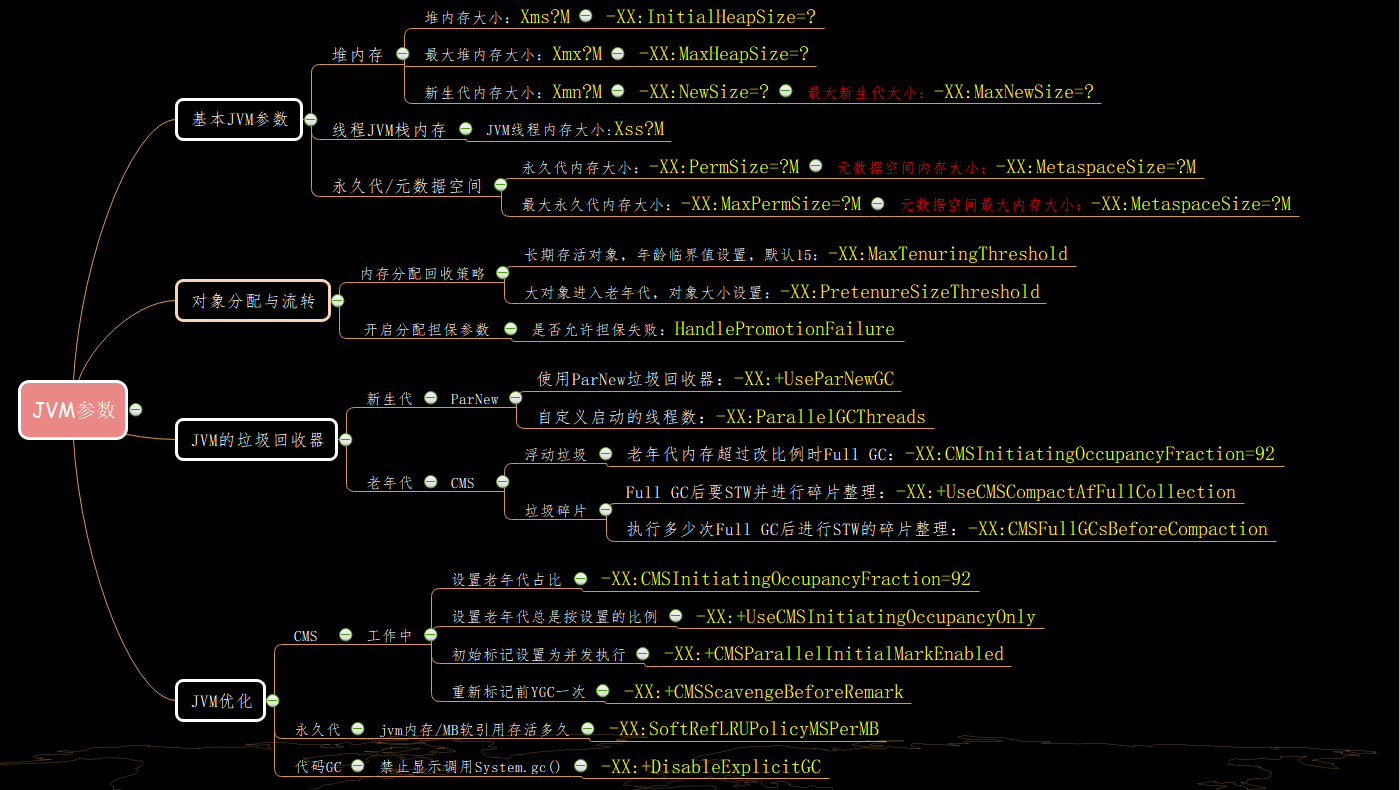 JVM参数
基本JVM参数
堆内存
堆内存大小：Xms?M -XX:InitialHeapSize=?
最大堆内存大小：Xmx?M -XX:MaxHeapSize=?
新生代内存大小：Xmn?M -XX:NewSize=? 最大新生代大小：-XX:MaxNewSize=?
线程JVM栈内存 JVM线程内存大小:Xss?M
永久代/元数据空间
永久代内存大小：-XX:PermSize=?M 元数据空间内存大小：-XX:MetaspaceSize=?M
最大永久代内存大小：-XX:MaxPermSize=?M 元数据空间最大内存大小：-XX:MetaspaceSize=?M
对象分配与流转
内存分配回收策略
长期存活对象，年龄临界值设置，默认15：-XX:MaxTenuringThreshold
大对象进入老年代，对象大小设置：-XX:PretenureSizeThreshold
开启分配担保参数 是否允许担保失败：HandlePromotionFailure
JVM的垃圾回收器
新生代 ParNew
使用ParNew垃圾回收器：-XX:+UseParNewGC
自定义启动的线程数：-XX:ParallelGCThreads
老年代 CMS
浮动垃圾 老年代内存超过改比例时Full GC：-XX:CMSInitiatingOccupancyFraction=92
垃圾碎片
Full GC后要STW并进行碎片整理：-XX:+UseCMSCompactAfFullCollection
执行多少次Full GC后进行STW的碎片整理：-XX:CMSFullGCsBeforeCompaction
JVM优化
CMS 工作中
设置老年代占比 -XX:CMSInitiatingOccupancyFraction=92
设置老年代总是按设置的比例 -XX:+UseCMSInitiatingOccupancyOnly
初始标记设置为并发执行 -XX:+CMSParallelInitialMarkEnabled
重新标记前YGC一次 -XX:+CMSScavengeBeforeRemark
永久代 jvm内存/MB软引用存活多久 -XX:SoftRefLRUPolicyMSPerMB
代码GC 禁止显示调用System.gc() -XX:+DisableExplicitGC